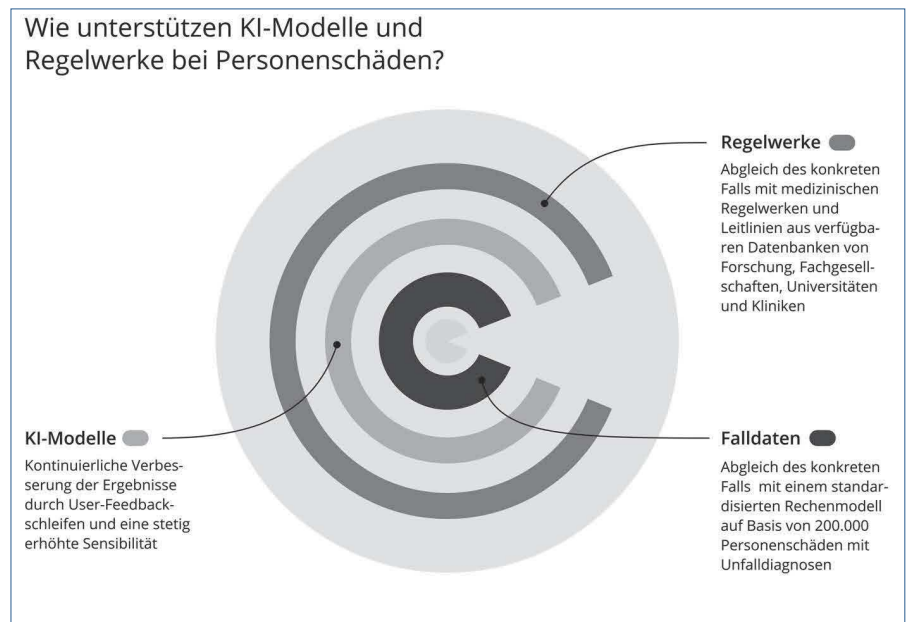 Wie unterstützen KI-Modelle und
Regelwerke bei Personenschäden?
Regelwerke
Abgleich des konkreten
Falls mit medizinischen
Regelwerken und
Leitlinien aus verfügba-
ren Datenbanken von
Forschung, Fachgesell-
schaften, Universitäten
und Kliniken
KI-Modelle
Kontinuierliche Verbes-
serung der Ergebnisse
durch User-Feedback-
schleifen und eine stetig
erhöhte Sensibilität
Falldaten
Abgleich des konkreten
Falls mit einem standar-
disierten Rechenmodell
auf Basis von 200.000
Personenschäden mit
Unfalldiagnosen